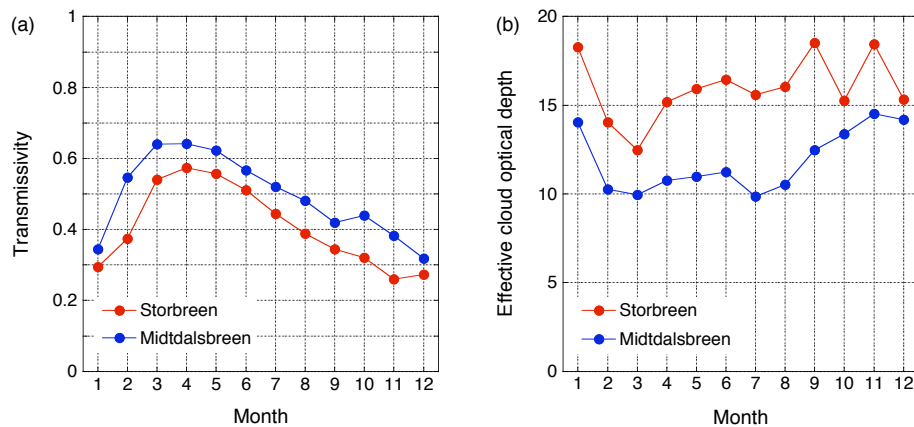 (a)
1
0.8
0.6
0.4
0.2
0
Transmissivity
Storbreen
Midtdalsbreen
1 2 3 4 5 6 7 8 9 10 11 12
Month
(b)
20
15
10
5
0
Effective cloud optical depth
Storbreen
Midtdalsbreen
1 2 3 4 5 6 7 8 9 10 11 12
Month